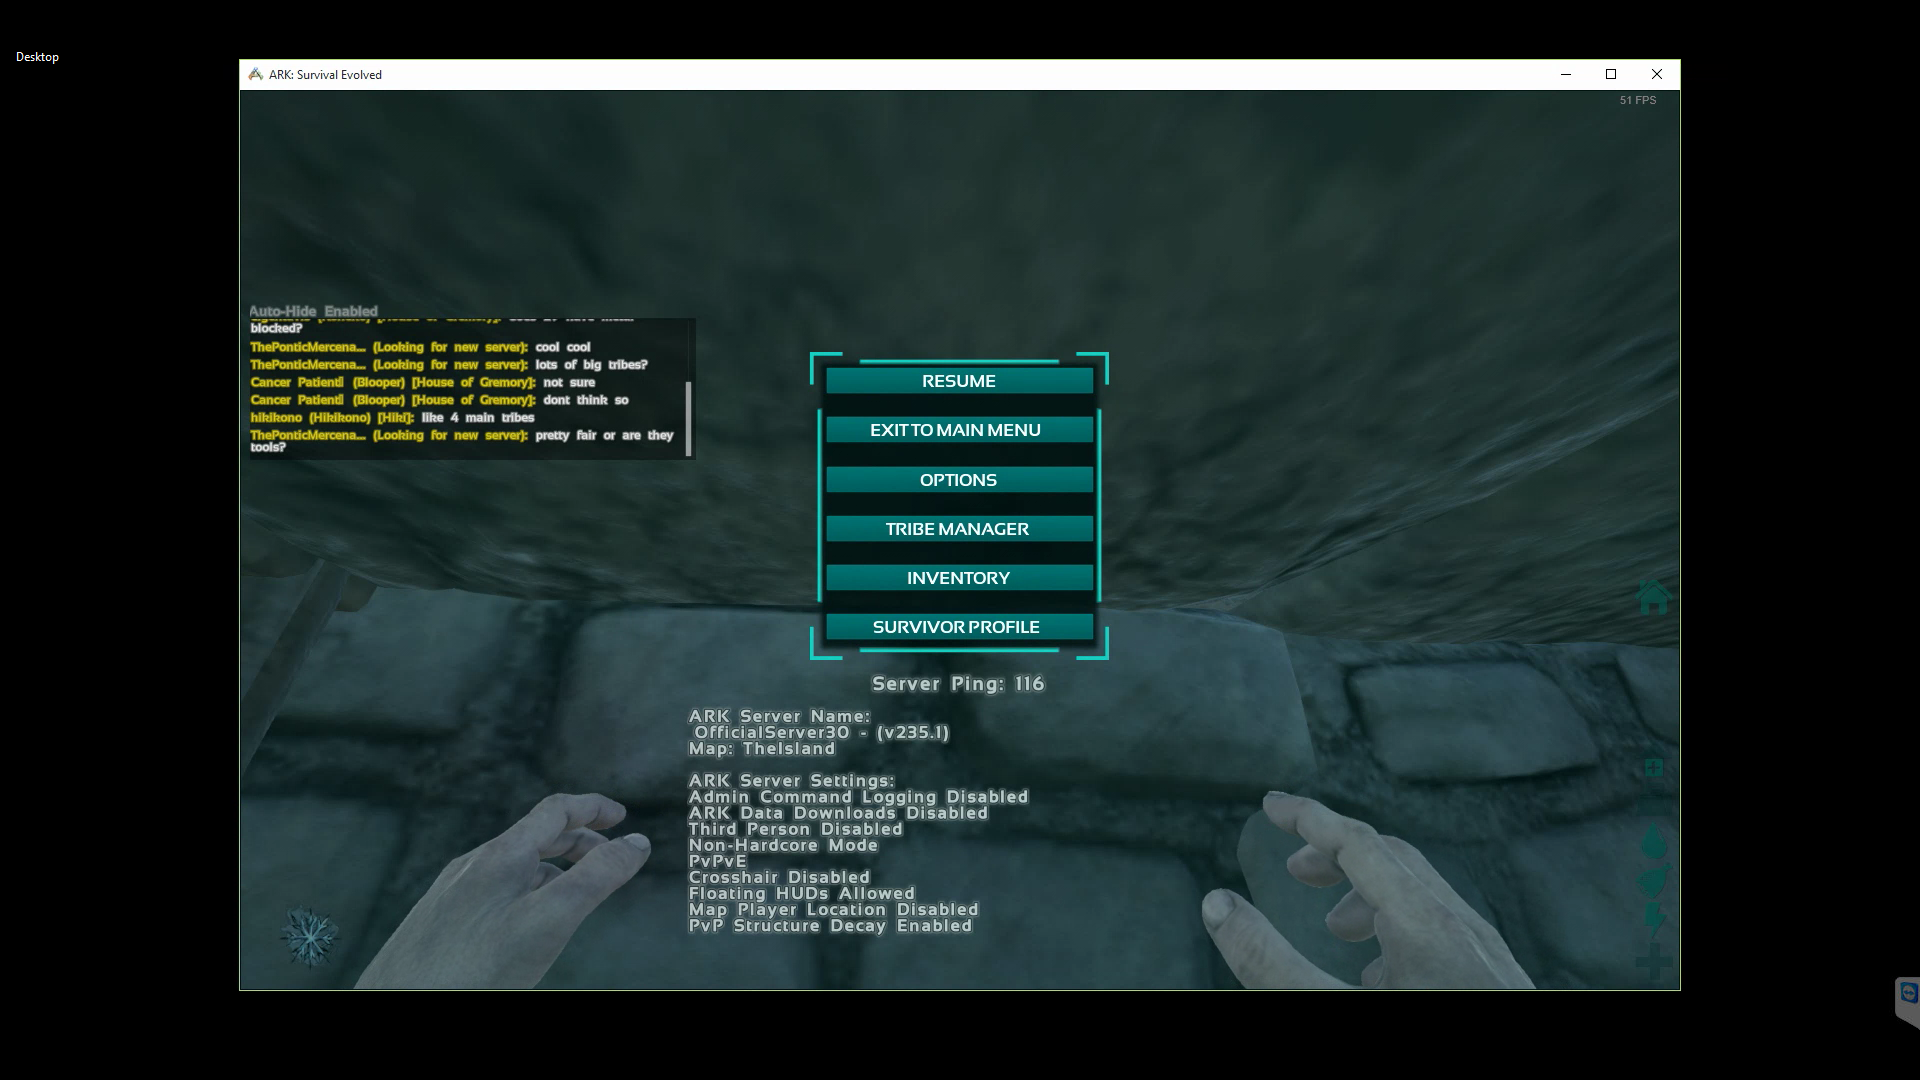 Desktop
ARK: Survival Evolved
51 FPS
Auto-Hide Enabled
blocked?
ThePonticMercena... (Looking for new server): cool cool
ThePonticMercena... (Looking for new server): lots of big tribes?
Cancer Patient (Blooper) [House of Gremory]: not sure
Cancer Patient (Blooper) [House of Gremory]: dont think so
hikikono (Hikikono) [Hiki]: like 4 main tribes
ThePonticMercena... (Looking for new server): pretty fair or are they
tools?
RESUME
EXIT TO MAIN MENU
OPTIONS
TRIBE MANAGER
INVENTORY
SURVIVOR PROFILE
Server Ping: 116
ARK Server Name:
OfficialServer30 - (v235.1)
Map: TheIsland
ARK Server Settings:
Admin Command Logging Disabled
ARK Data Downloads Disabled
Third Person Disabled
Non-Hardcore Mode
PvPvE
Crosshair Disabled
Floating HUDs Allowed
Map Player Location Disabled
PvP Structure Decay Enabled